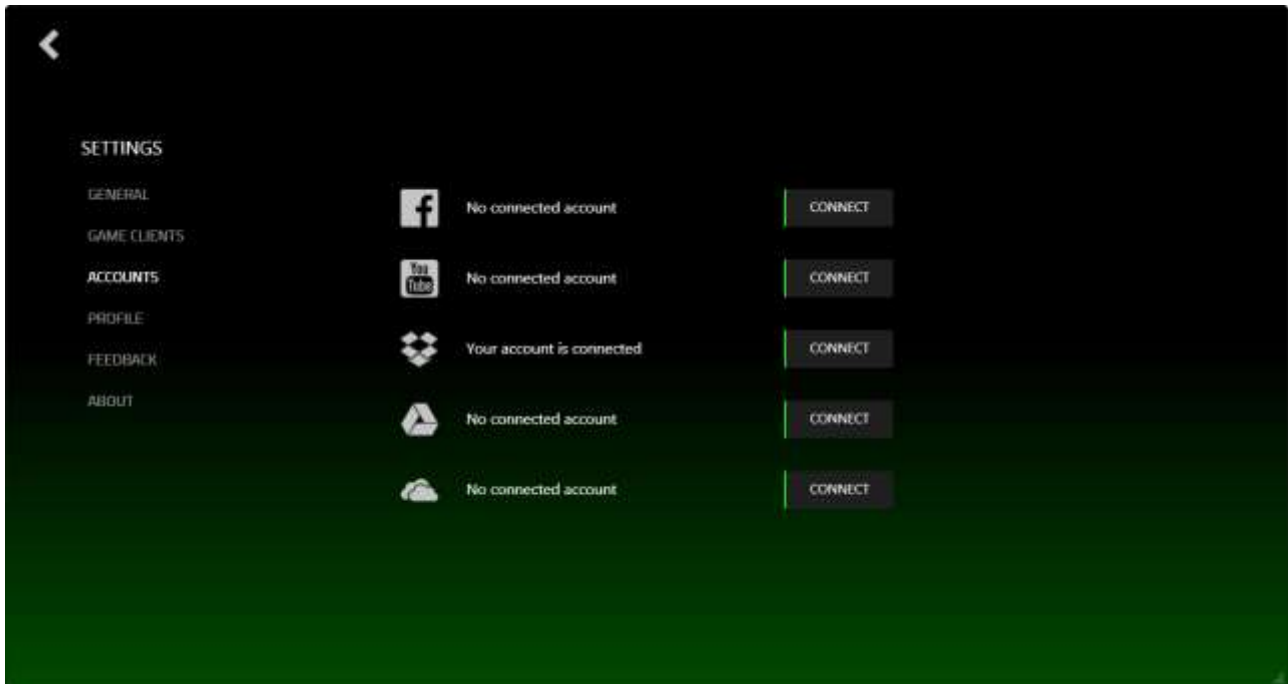 SETTINGS
GENERAL
GAME CLIENTS
ACCOUNTS
PROFILE
FEEDBACK
ABOUT
No connected account CONNECT
You
Tube
No connected account CONNECT
Your account is connected CONNECT
No connected account CONNECT
No connected account CONNECT